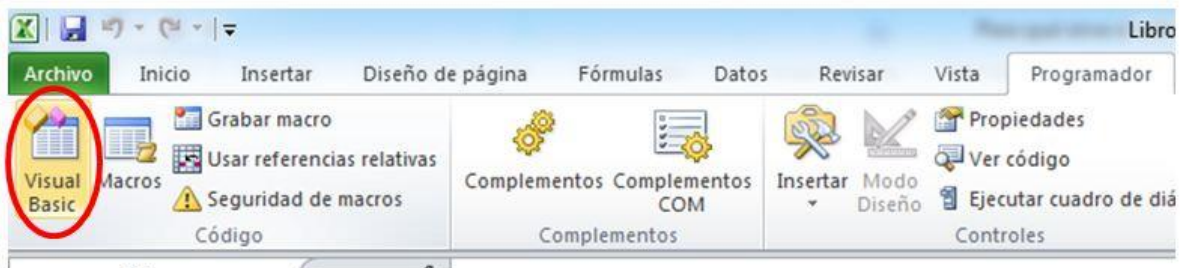 Libro
Archivo Inicio Insertar Diseño de página Fórmulas Datos Revisar Vista Programador
Visual Basic
Macros
Grabar macro
Usar referencias relativas
Seguridad de macros
Código
Complementos
Complementos COM
Complementos
Insertar
Modo Diseño
Propiedades
Ver código
Ejecutar cuadro de diá
Controles